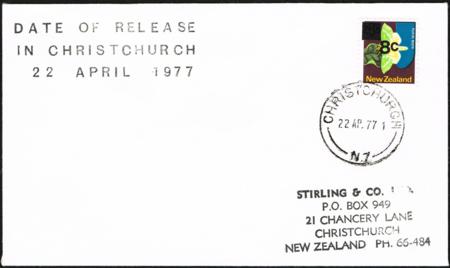 DATE OF RELEASE
IN CHRISTCHURCH
22 APRIL 1977
8c
New Zealand
CHRISTCHURCH
22 AP. 77 1
N.Z
STIRLING & CO.
P.O. BOX 949
21 CHANCERY LANE
CHRISTCHURCH
NEW ZEALAND PH. 66-484